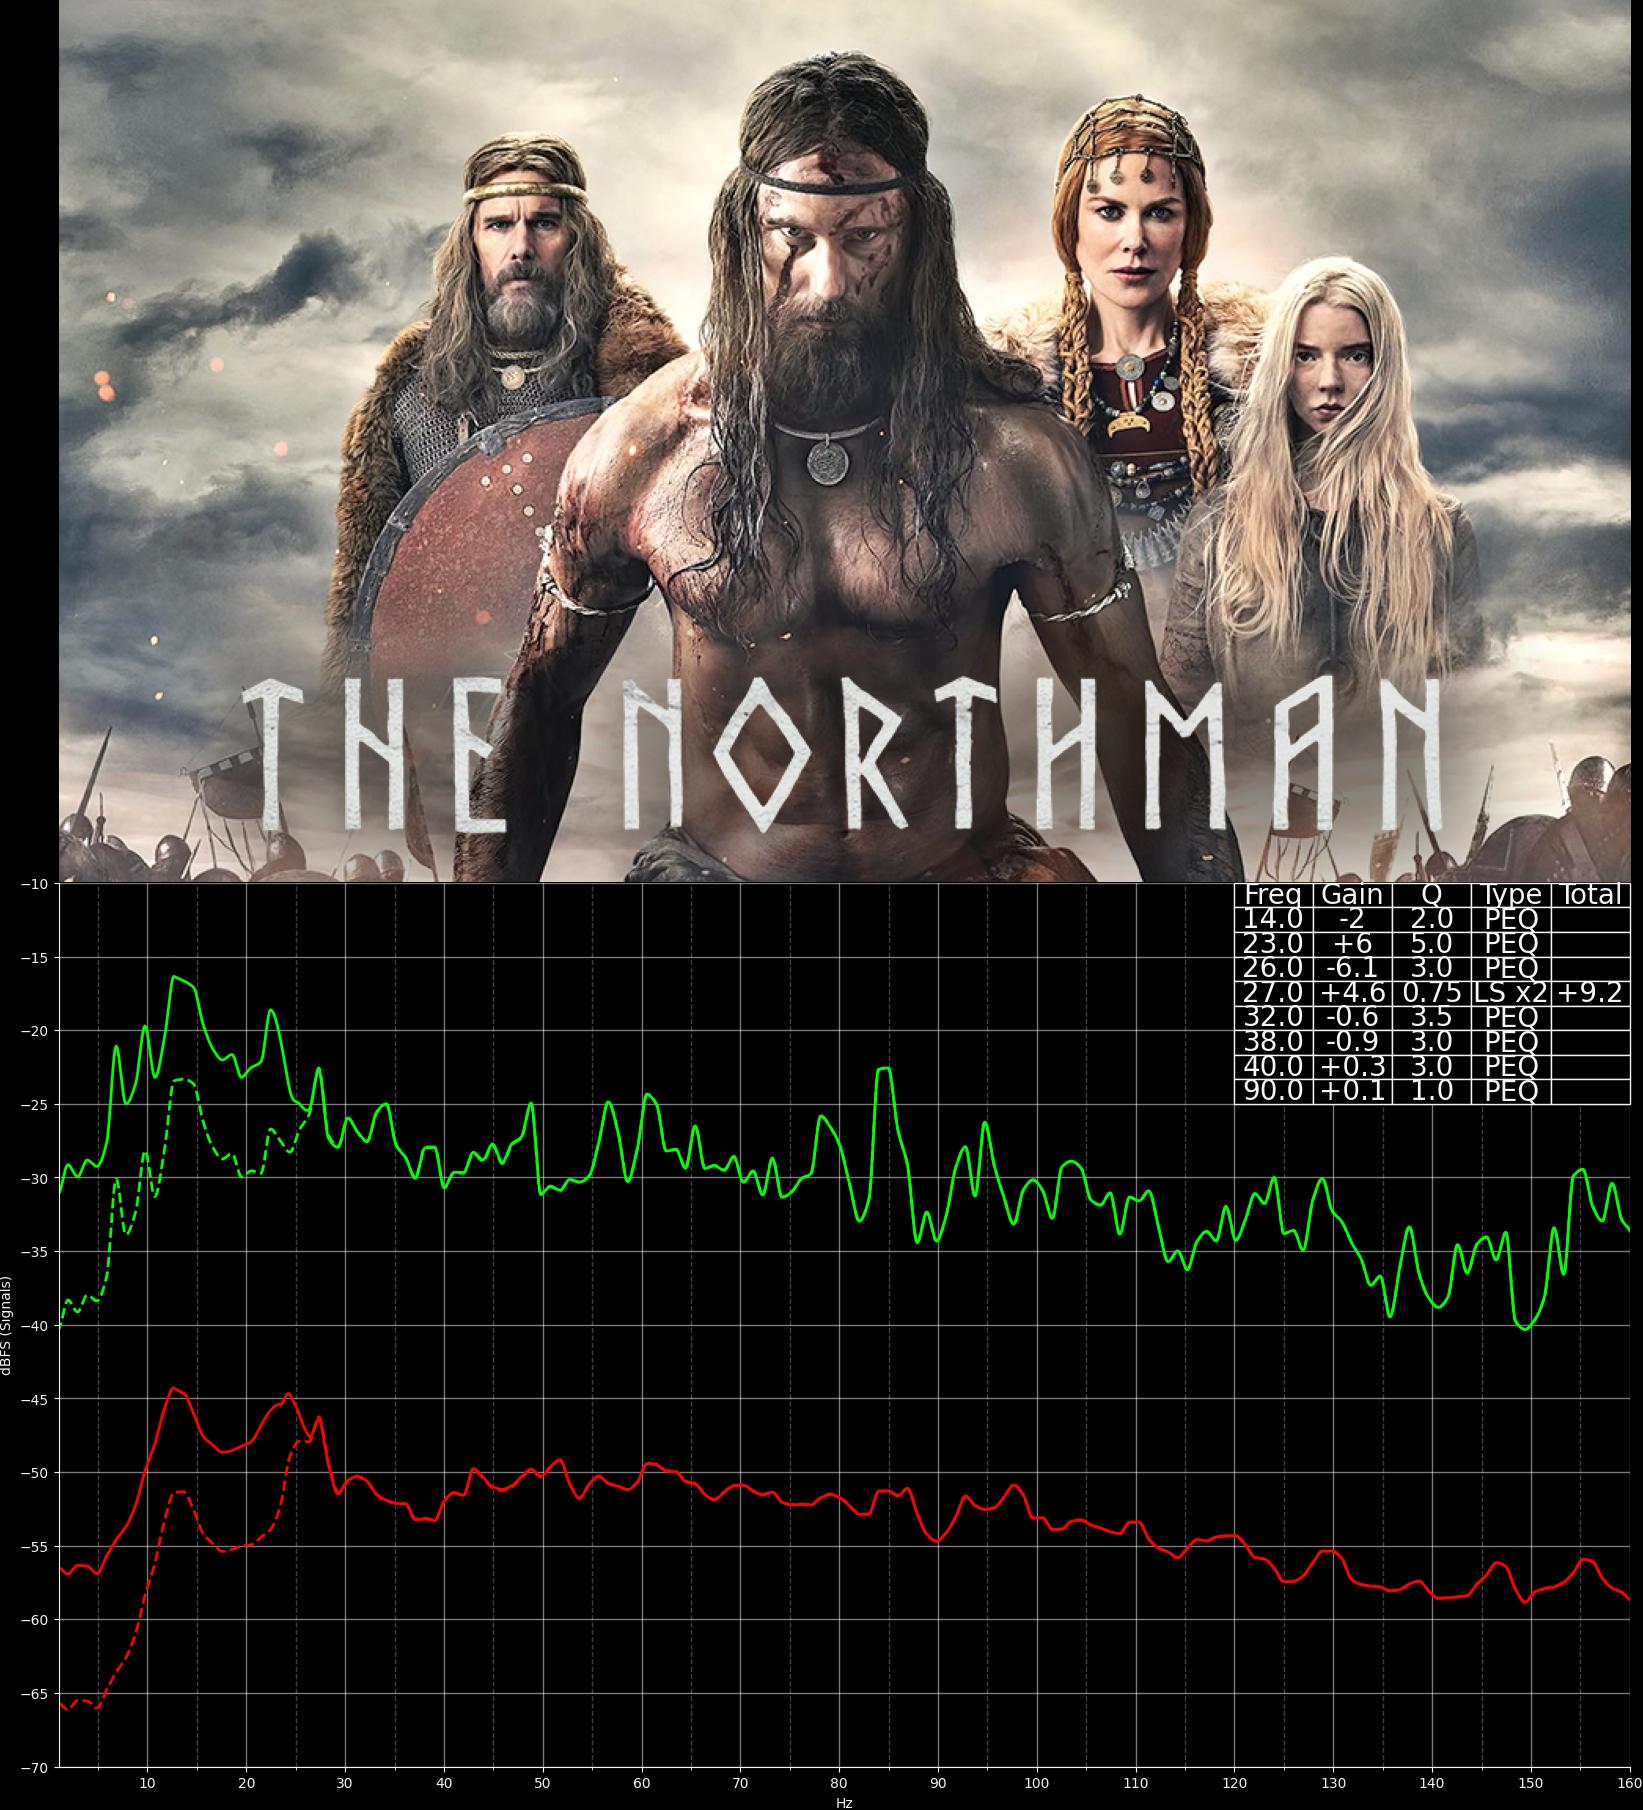 THE NORTHMAN
Freq Gain Q Type Total
14.0 -2 2.0 PEQ
23.0 +6 5.0 PEQ
26.0 -6.1 3.0 PEQ
27.0 +4.6 0.75 LS x2 +9.2
32.0 -0.6 3.5 PEQ
38.0 -0.9 3.0 PEQ
40.0 +0.3 3.0 PEQ
90.0 +0.1 1.0 PEQ
−10
−15
−20
−25
−30
−35
−40
−45
−50
−55
−60
−65
−70
dBFS (Signals)
10 20 30 40 50 60 70 80 90 100 110 120 130 140 150 160
Hz